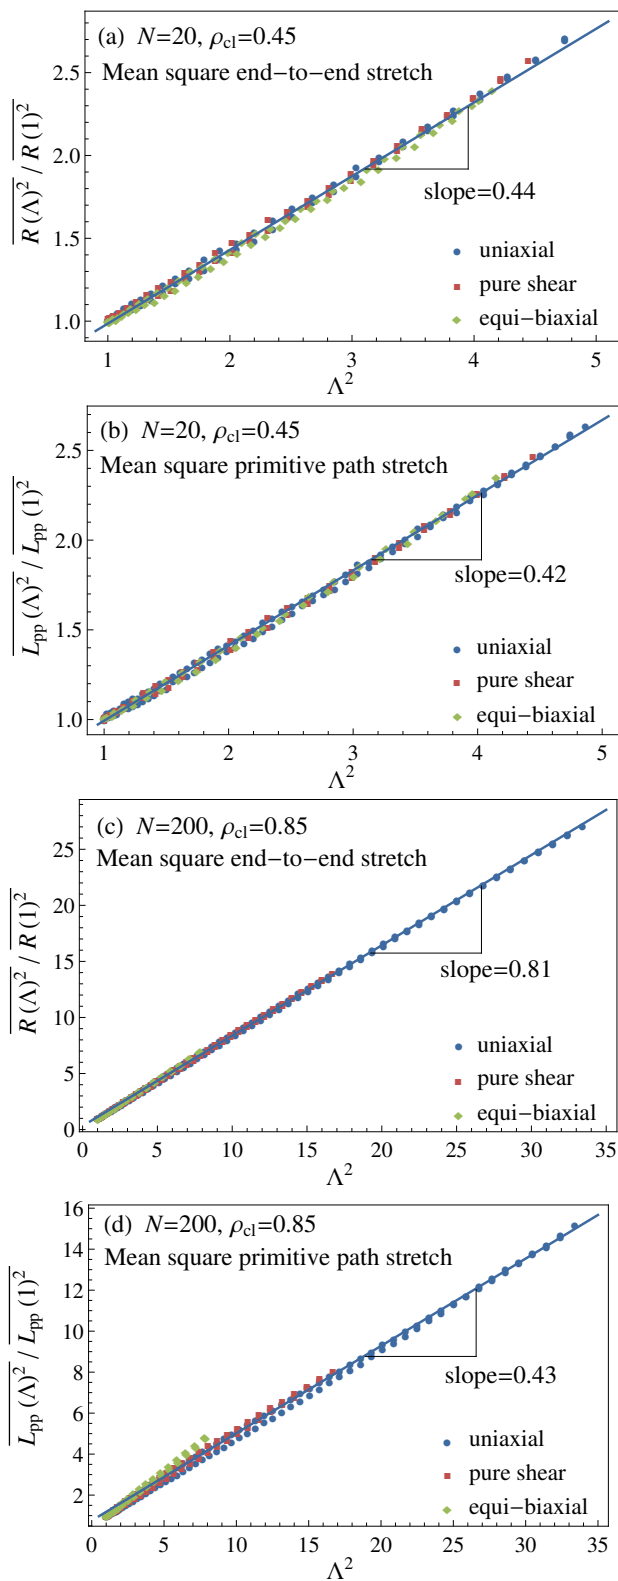 (a) N=20, ρcl=0.45
Mean square end−to−end stretch
R(Λ)² / R(1)²
2.5
2.0
1.5
1.0
slope=0.44
uniaxial
pure shear
equi−biaxial
1 2 3 4 5
Λ²
(b) N=20, ρcl=0.45
Mean square primitive path stretch
Lpp(Λ)² / Lpp(1)²
2.5
2.0
1.5
1.0
slope=0.42
uniaxial
pure shear
equi−biaxial
1 2 3 4 5
Λ²
(c) N=200, ρcl=0.85
Mean square end−to−end stretch
R(Λ)² / R(1)²
25
20
15
10
5
0
slope=0.81
uniaxial
pure shear
equi−biaxial
0 5 10 15 20 25 30 35
Λ²
(d) N=200, ρcl=0.85
Mean square primitive path stretch
Lpp(Λ)² / Lpp(1)²
16
14
12
10
8
6
4
2
slope=0.43
uniaxial
pure shear
equi−biaxial
0 5 10 15 20 25 30 35
Λ²